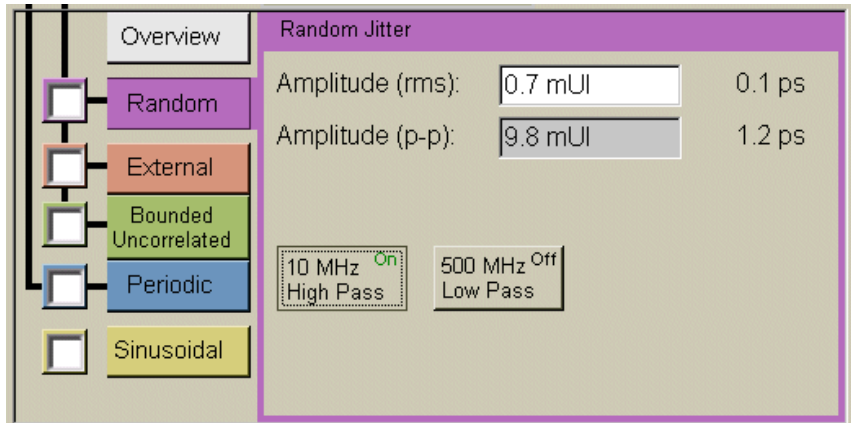 Overview
Random
External
Bounded
Uncorrelated
Periodic
Sinusoidal
Random Jitter
Amplitude (rms): 0.7 mUI 0.1 ps
Amplitude (p-p): 9.8 mUI 1.2 ps
10 MHz On
High Pass
500 MHz Off
Low Pass